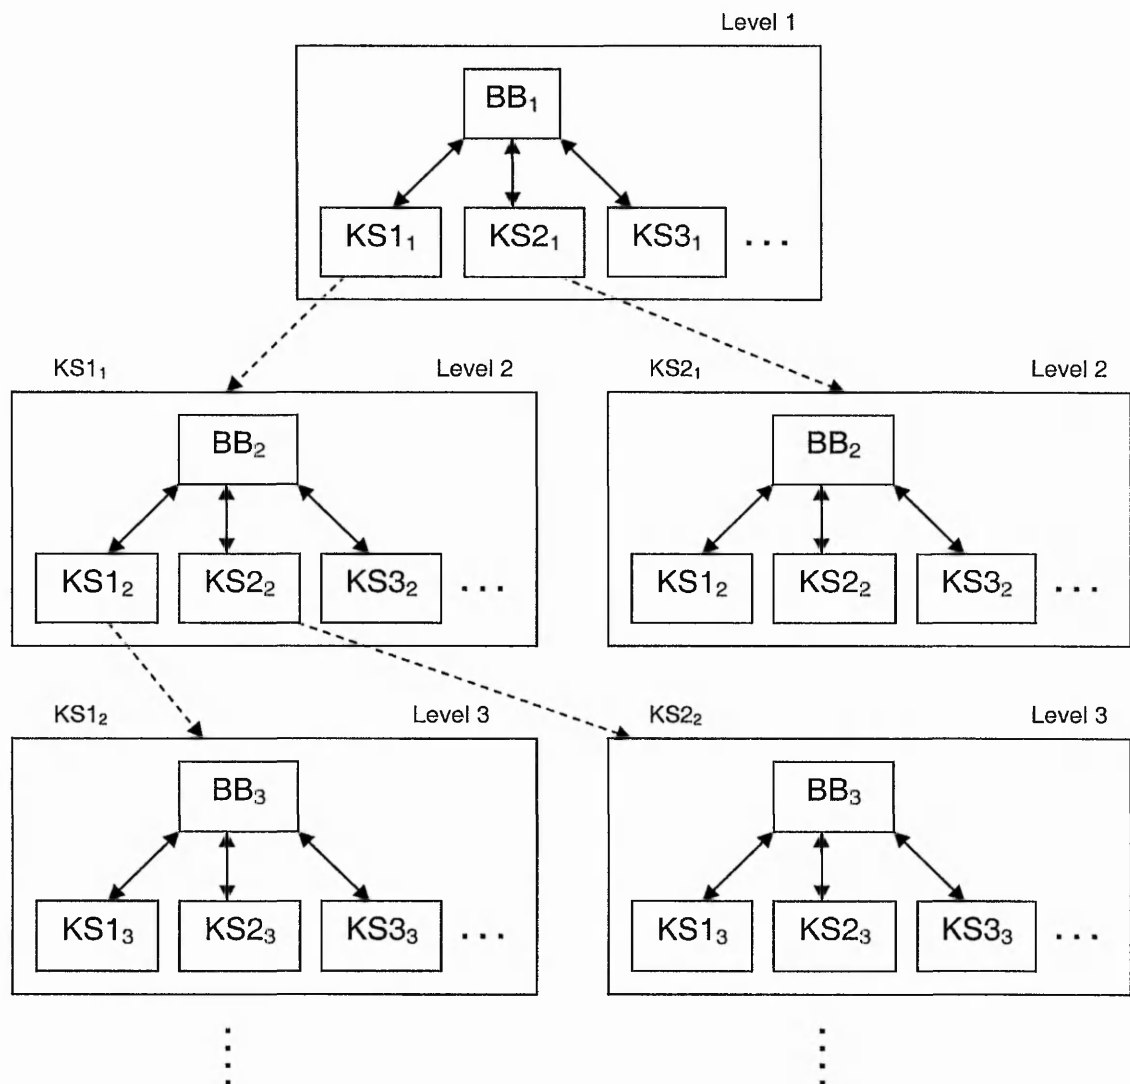 Level 1
BB₁
KS1₁ KS2₁ KS3₁ ...
KS1₁ Level 2 KS2₁ Level 2
BB₂ BB₂
KS1₂ KS2₂ KS3₂ ... KS1₂ KS2₂ KS3₂ ...
KS1₂ Level 3 KS2₂ Level 3
BB₃ BB₃
KS1₃ KS2₃ KS3₃ ... KS1₃ KS2₃ KS3₃ ...